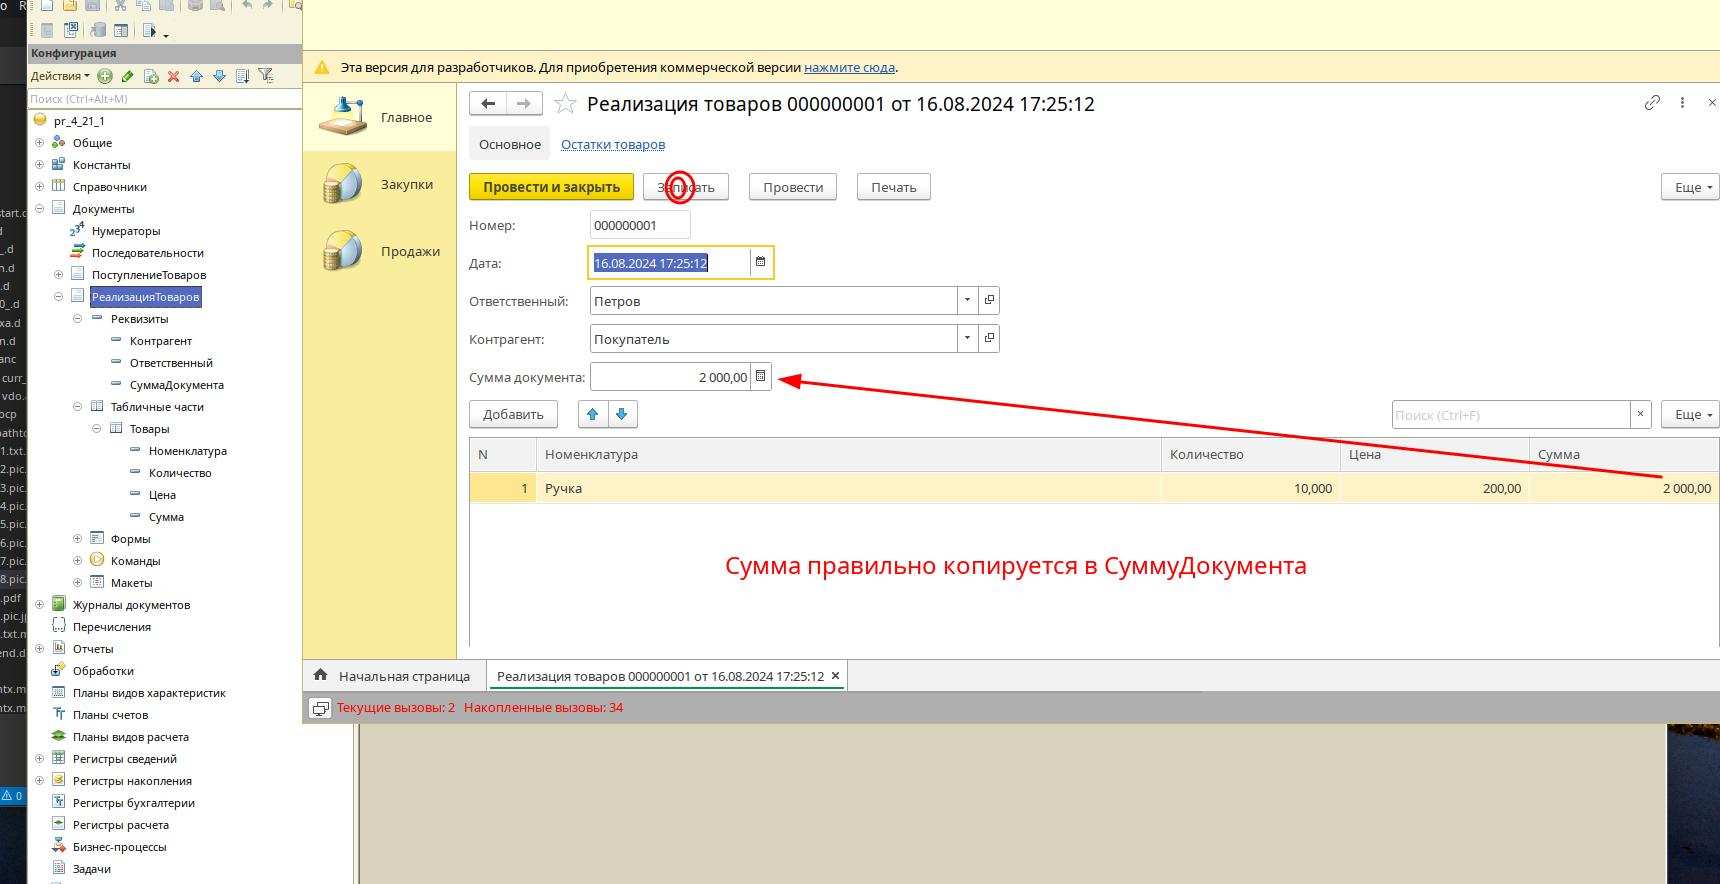 Конфигурация
Действия
Поиск (Ctrl+Alt+M)
pr_4_21_1
Общие
Константы
Справочники
Документы
Нумераторы
Последовательности
ПоступлениеТоваров
РеализацияТоваров
Реквизиты
Контрагент
Ответственный
СуммаДокумента
Табличные части
Товары
Номенклатура
Количество
Цена
Сумма
Формы
Команды
Макеты
Журналы документов
Перечисления
Отчеты
Обработки
Планы видов характеристик
Планы счетов
Планы видов расчета
Регистры сведений
Регистры накопления
Регистры бухгалтерии
Регистры расчета
Бизнес-процессы
Задачи
Эта версия для разработчиков. Для приобретения коммерческой версии нажмите сюда.
Главное
Закупки
Продажи
Реализация товаров 000000001 от 16.08.2024 17:25:12
Основное Остатки товаров
Провести и закрыть Записать Провести Печать Еще
Номер: 000000001
Дата: 16.08.2024 17:25:12
Ответственный: Петров
Контрагент: Покупатель
Сумма документа: 2 000,00
Добавить Поиск (Ctrl+F) × Еще
N Номенклатура Количество Цена Сумма
1 Ручка 10,000 200,00 2 000,00
Сумма правильно копируется в СуммуДокумента
Начальная страница Реализация товаров 000000001 от 16.08.2024 17:25:12 ×
Текущие вызовы: 2 Накопленные вызовы: 34